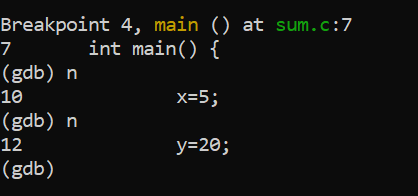 Breakpoint 4, main () at sum.c:7
7       int main() {
(gdb) n
10              x=5;
(gdb) n
12              y=20;
(gdb)